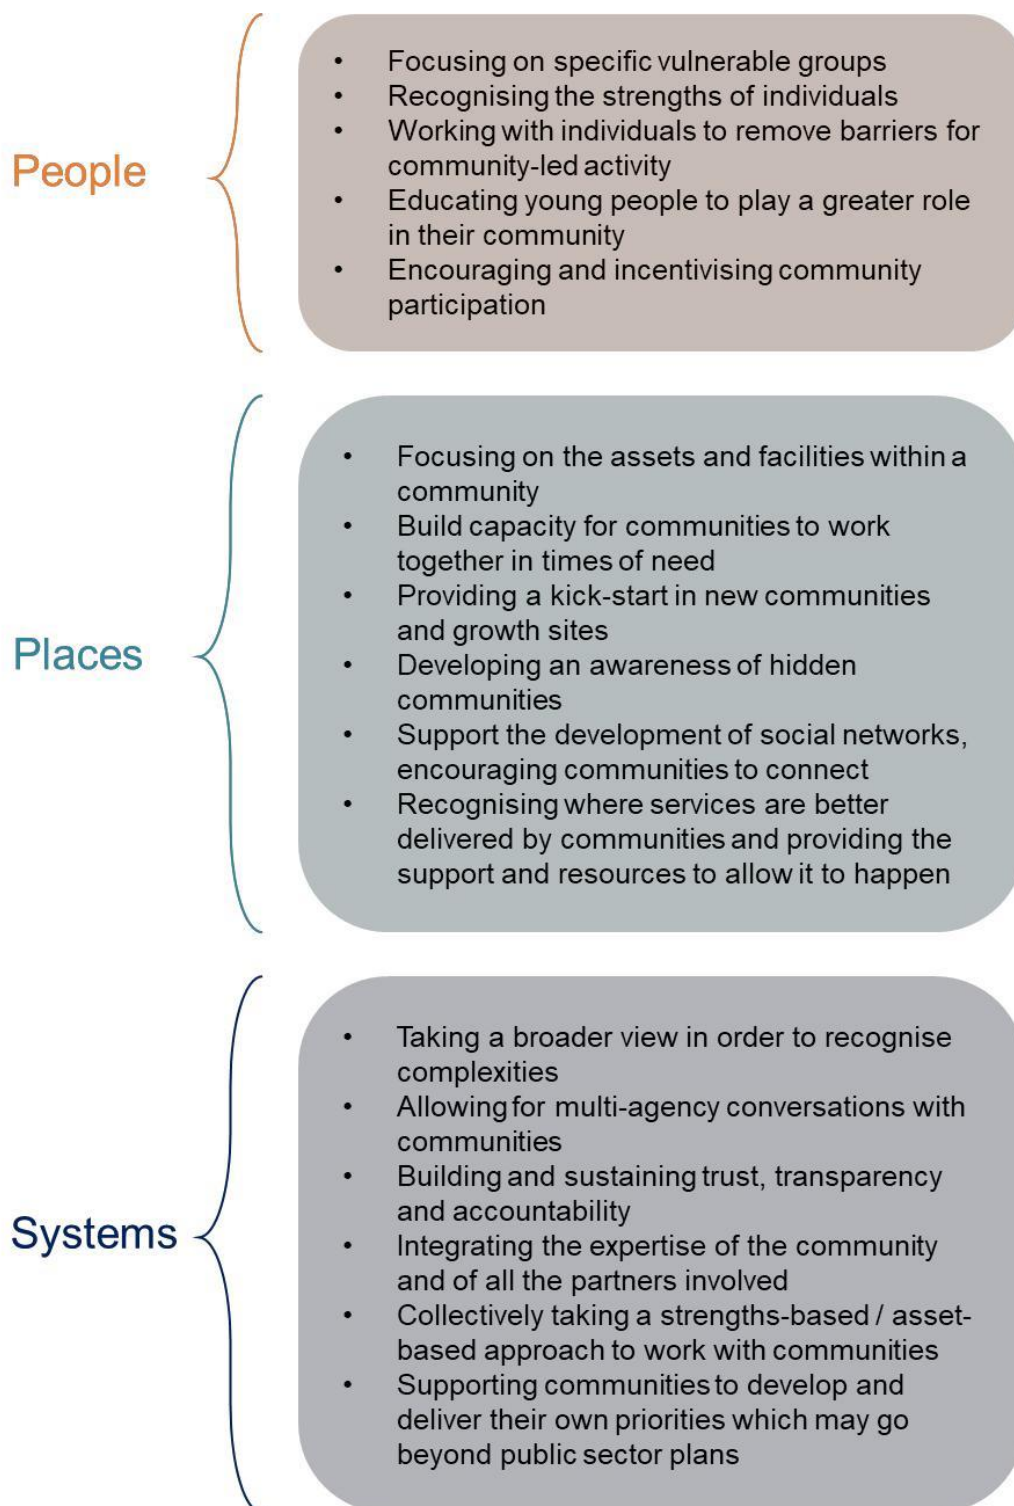 People
• Focusing on specific vulnerable groups
• Recognising the strengths of individuals
• Working with individuals to remove barriers for
community-led activity
• Educating young people to play a greater role
in their community
• Encouraging and incentivising community
participation
Places
• Focusing on the assets and facilities within a
community
• Build capacity for communities to work
together in times of need
• Providing a kick-start in new communities
and growth sites
• Developing an awareness of hidden
communities
• Support the development of social networks,
encouraging communities to connect
• Recognising where services are better
delivered by communities and providing the
support and resources to allow it to happen
Systems
• Taking a broader view in order to recognise
complexities
• Allowing for multi-agency conversations with
communities
• Building and sustaining trust, transparency
and accountability
• Integrating the expertise of the community
and of all the partners involved
• Collectively taking a strengths-based / asset-
based approach to work with communities
• Supporting communities to develop and
deliver their own priorities which may go
beyond public sector plans